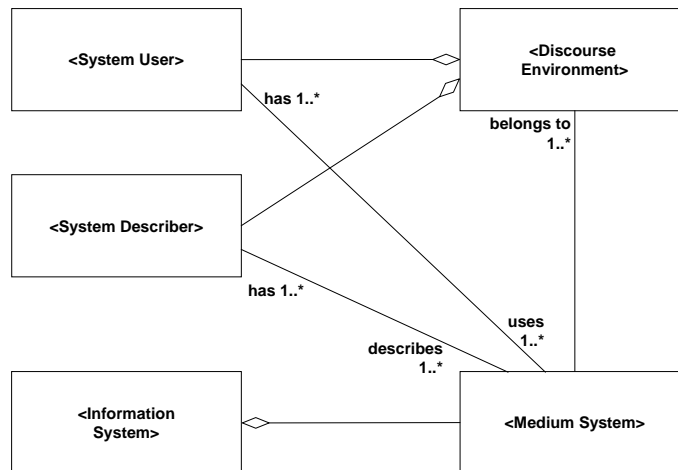 <System User>
<Discourse
Environment>
has 1..*
belongs to
1..*
<System Describer>
has 1..*
uses
1..*
describes
1..*
<Information
System>
<Medium System>